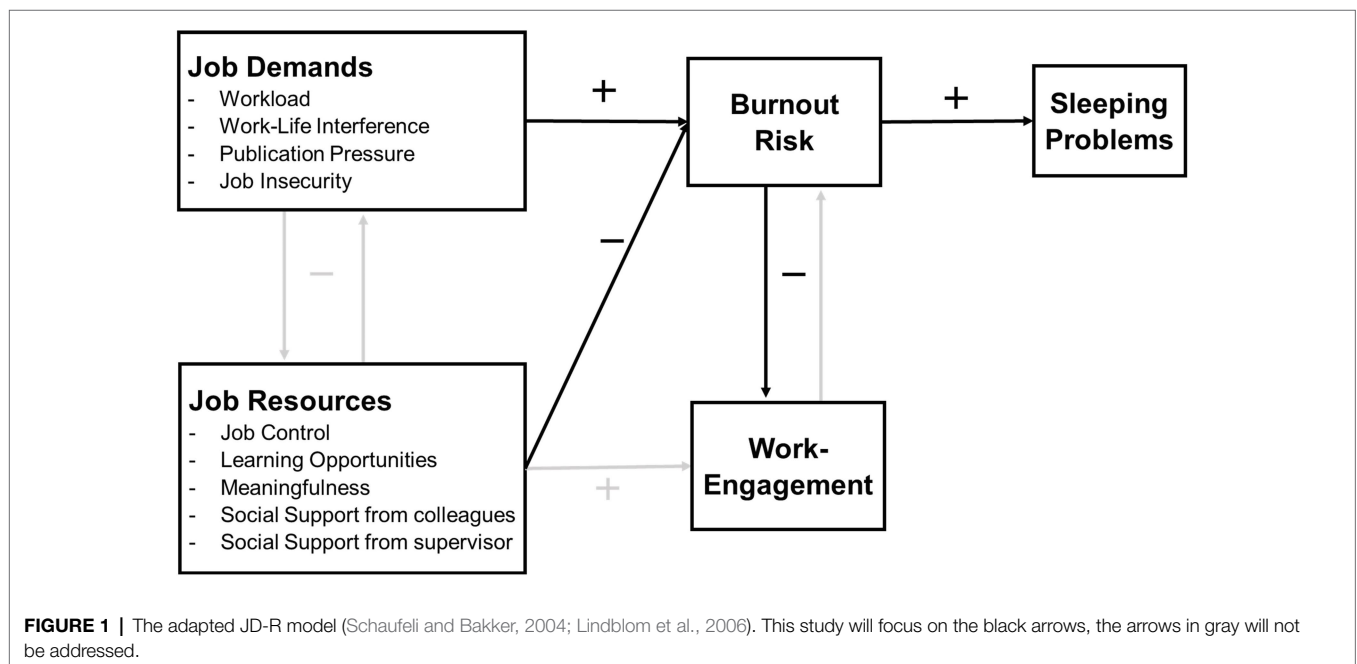 Job Demands
- Workload
- Work-Life Interference
- Publication Pressure
- Job Insecurity
+
Burnout
Risk
+
Sleeping
Problems
–
–
–
Job Resources
- Job Control
- Learning Opportunities
- Meaningfulness
- Social Support from colleagues
- Social Support from supervisor
+
Work-
Engagement
FIGURE 1 | The adapted JD-R model (Schaufeli and Bakker, 2004; Lindblom et al., 2006). This study will focus on the black arrows, the arrows in gray will not
be addressed.